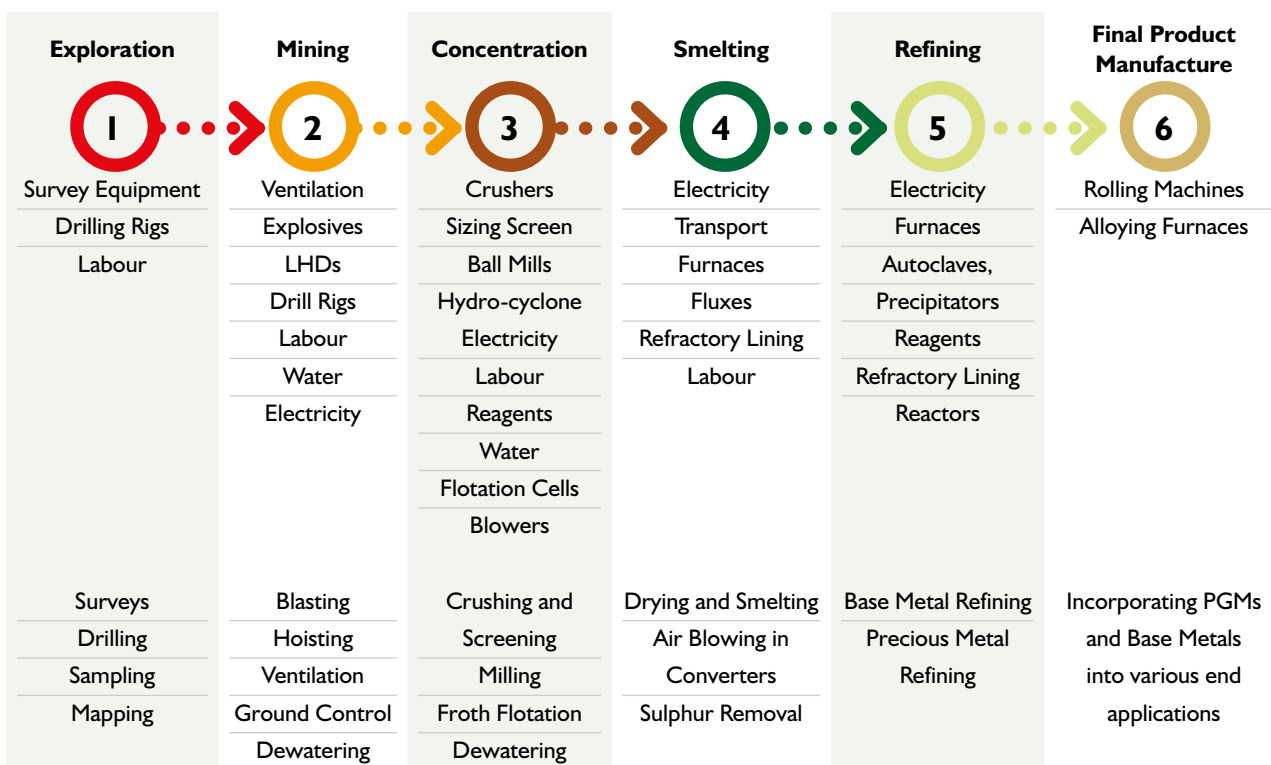 Exploration
1
Survey Equipment
Drilling Rigs
Labour
Surveys
Drilling
Sampling
Mapping
Mining
2
Ventilation
Explosives
LHDs
Drill Rigs
Labour
Water
Electricity
Blasting
Hoisting
Ventilation
Ground Control
Dewatering
Concentration
3
Crushers
Sizing Screen
Ball Mills
Hydro-cyclone
Electricity
Labour
Reagents
Water
Flotation Cells
Blowers
Crushing and
Screening
Milling
Froth Flotation
Dewatering
Smelting
4
Electricity
Transport
Furnaces
Fluxes
Refractory Lining
Labour
Drying and Smelting
Air Blowing in
Converters
Sulphur Removal
Refining
5
Electricity
Furnaces
Autoclaves,
Precipitators
Reagents
Refractory Lining
Reactors
Base Metal Refining
Precious Metal
Refining
Final Product
Manufacture
6
Rolling Machines
Alloying Furnaces
Incorporating PGMs
and Base Metals
into various end
applications